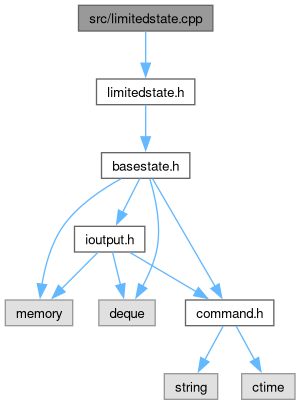 src/limitedstate.cpp
limitedstate.h
basestate.h
ioutput.h
memory
deque
command.h
string
ctime